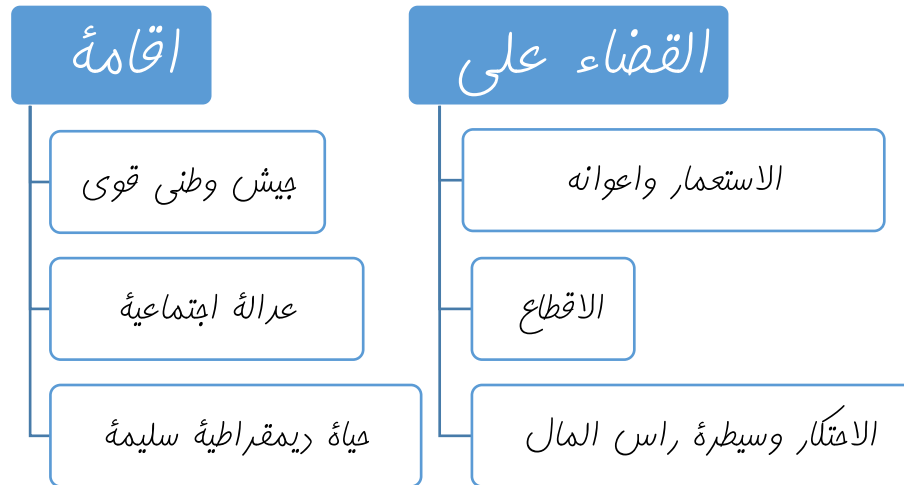 القضاء على
الاستعمار واعوانه
الاقطاع
الاحتكار وسيطرة راس المال
اقامة
جيش وطنى قوى
عدالة اجتماعية
حياة ديمقراطية سليمة